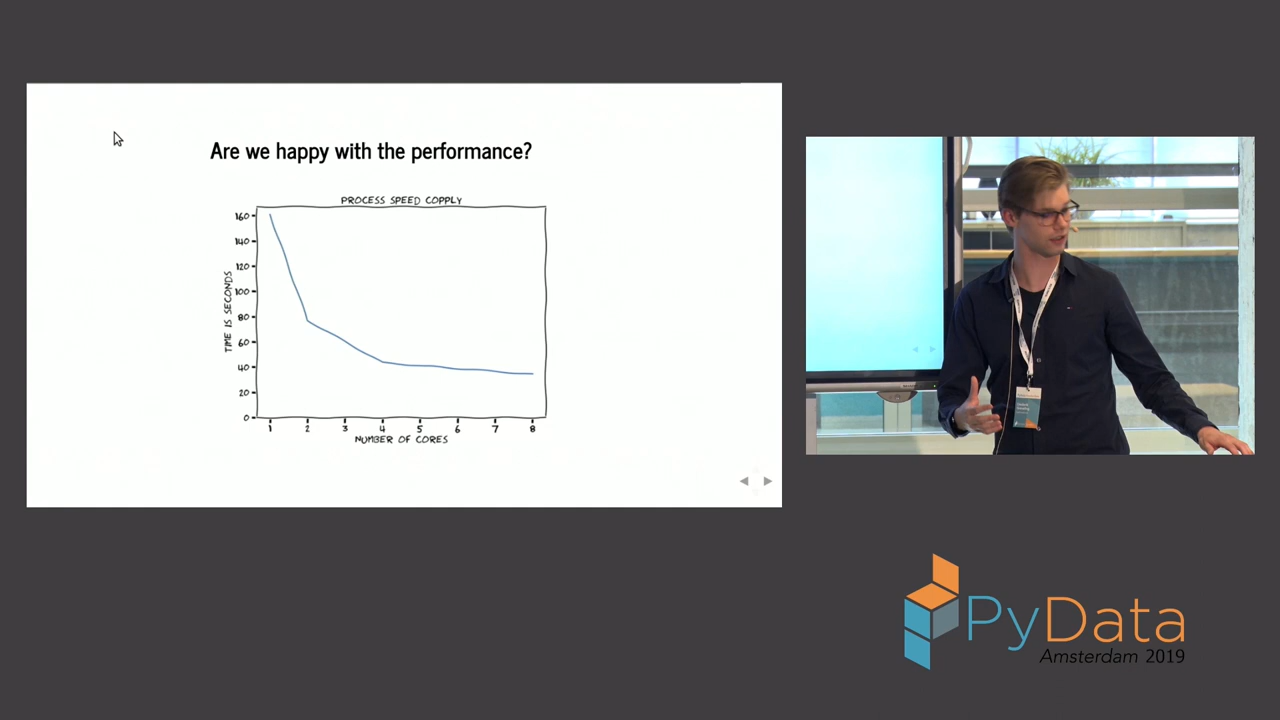 Are we happy with the performance?
PROCESS SPEED COPPLY
160
140
120
100
80
60
40
20
0
TIME IS SECONDS
1 2 3 4 5 6 7 8
NUMBER OF CORES
PyData
Amsterdam 2019